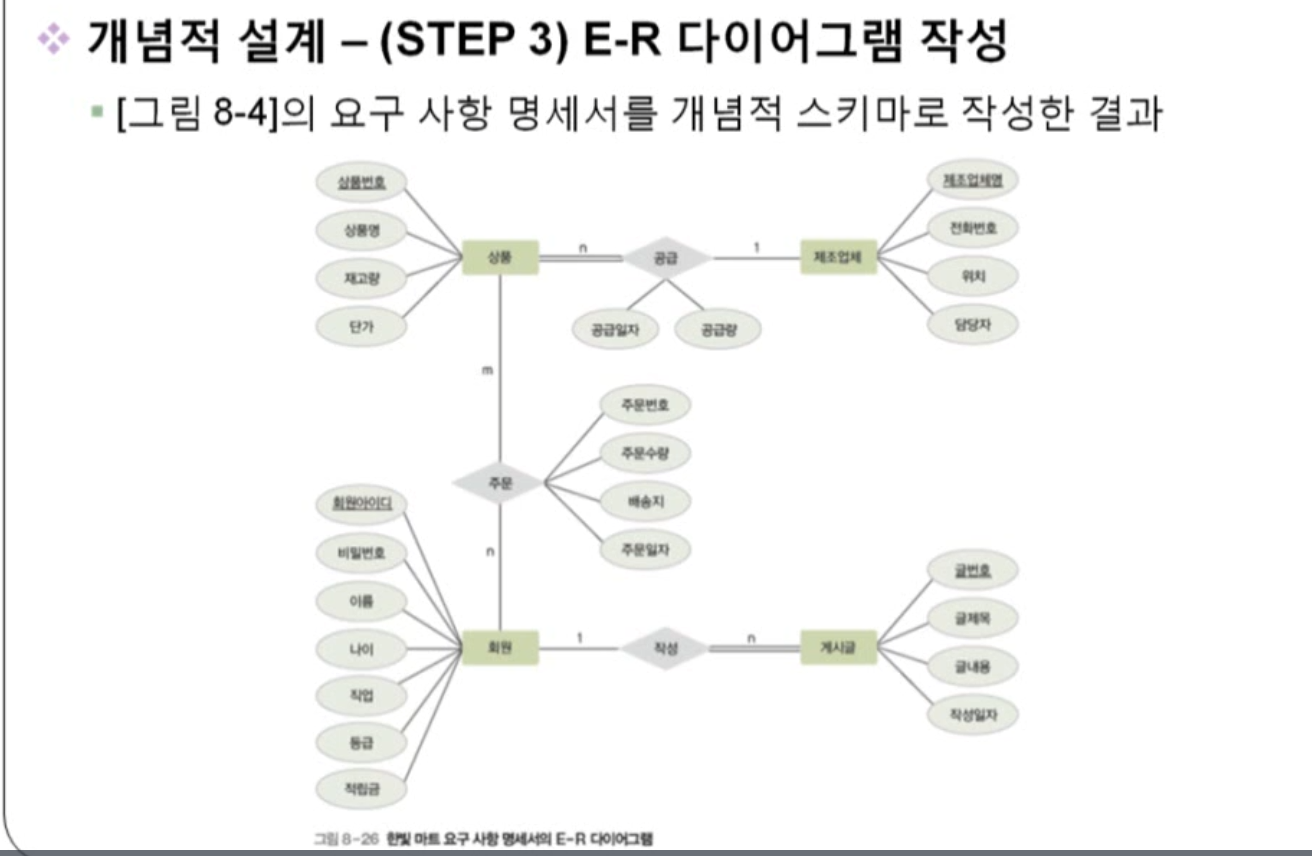 개념적 설계 – (STEP 3) E-R 다이어그램 작성
[그림 8-4]의 요구 사항 명세서를 개념적 스키마로 작성한 결과
상품번호
상품명
재고량
단가
상품
n
공급
1
제조업체
공급일자
공급량
제조업체명
전화번호
위치
담당자
m
주문
주문번호
주문수량
배송지
주문일자
n
회원아이디
비밀번호
이름
나이
직업
등급
적립금
회원
1
작성
n
게시글
글번호
글제목
글내용
작성일자
그림 8-26 한빛 마트 요구 사항 명세서의 E-R 다이어그램